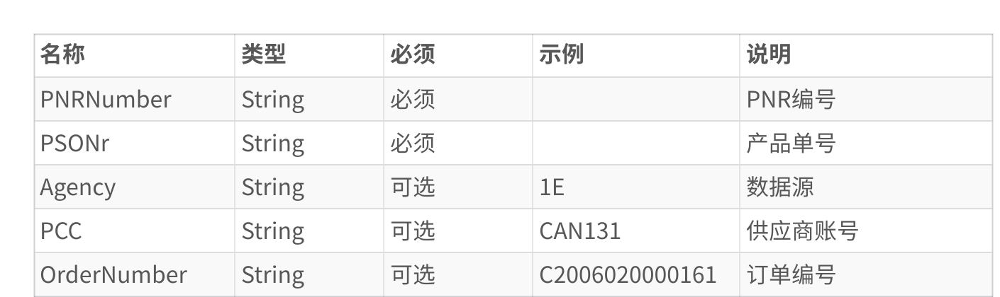 名称 类型 必须 示例 说明
PNRNumber String 必须 PNR编号
PSONr String 必须 产品单号
Agency String 可选 1E 数据源
PCC String 可选 CAN131 供应商账号
OrderNumber String 可选 C2006020000161 订单编号